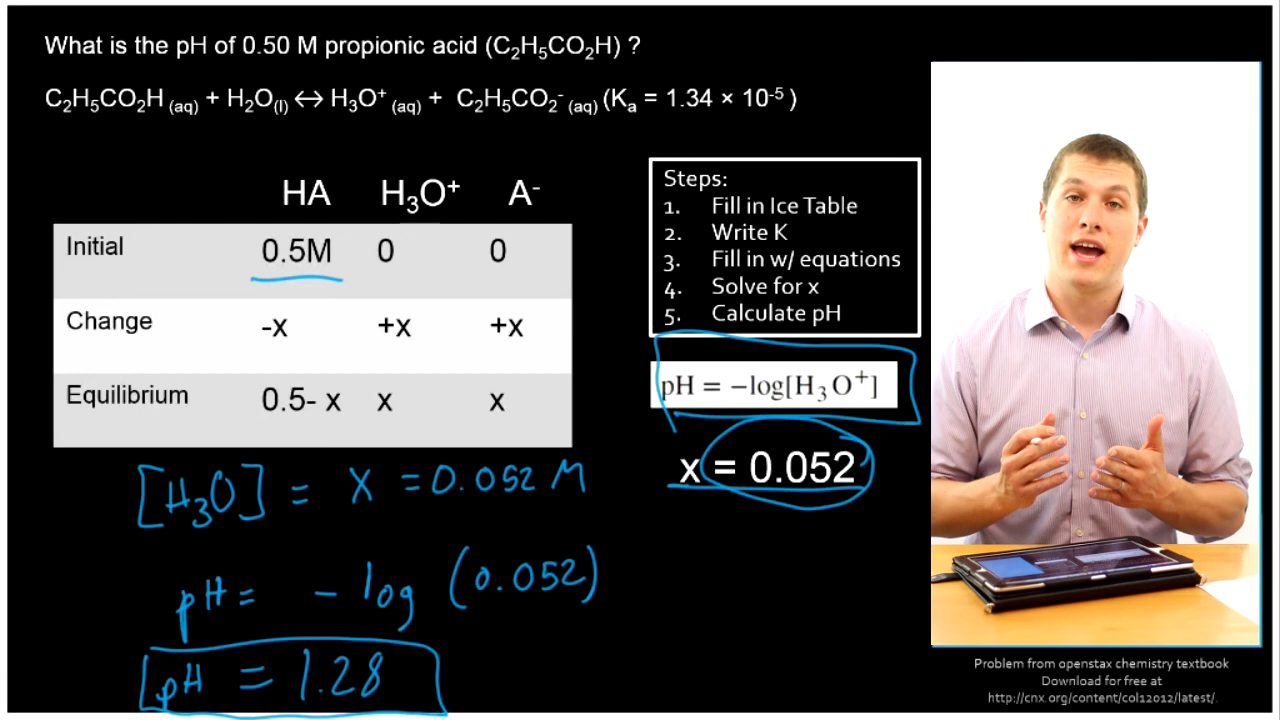 What is the pH of 0.50 M propionic acid (C₂H₅CO₂H) ?
C₂H₅CO₂H (aq) + H₂O(l) ↔ H₃O⁺ (aq) + C₂H₅CO₂⁻ (aq) (Kₐ = 1.34 × 10⁻⁵ )
HA H₃O⁺ A⁻
Initial 0.5M 0 0
Change -x +x +x
Equilibrium 0.5- x x x
Steps:
1. Fill in Ice Table
2. Write K
3. Fill in w/ equations
4. Solve for x
5. Calculate pH
pH = −log[H₃O⁺]
x = 0.052
[H₃O] = x = 0.052 M
pH = - log (0.052)
pH = 1.28
Problem from openstax chemistry textbook
Download for free at
http://cnx.org/content/col12012/latest/.